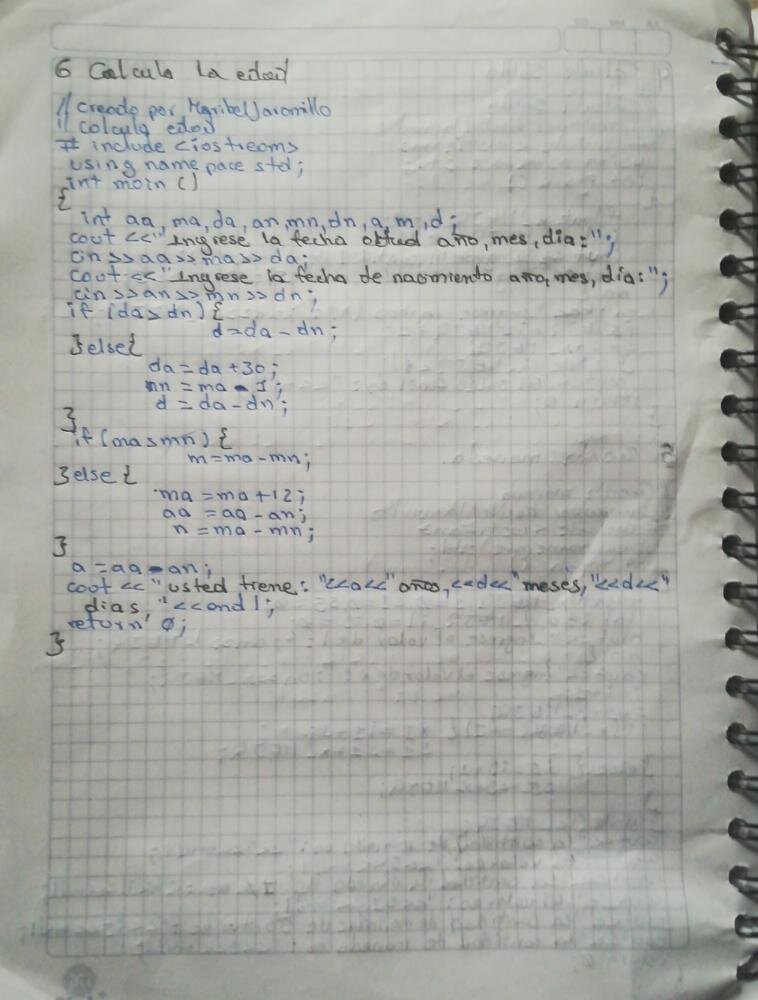 6 Calcula la edad
// creado por Maribel Jaramillo
// calcula edad
# include <iostream>
using name pace std;
int main ()
{
int aa, ma, da, an, mn, dn, a, m, d;
cout << "Ingrese la fecha año, mes, dia:";
cin >> aa >> ma >> da;
cout << "Ingrese la fecha de nacimiento año, mes, día:";
cin >> an >> mn >> dn;
if (da > dn) {
d = da - dn;
} else {
da = da + 30;
mn = ma - 1;
d = da - dn;
}
if (ma > mn) {
m = ma - mn;
} else {
ma = ma + 12;
aa = aa - an;
n = ma - mn;
}
a = aa - an;
cout << "usted tiene: "<<a<<" años, <<d<<" meses, "<<d<<"
dias, "<<endl;
return 0;
}